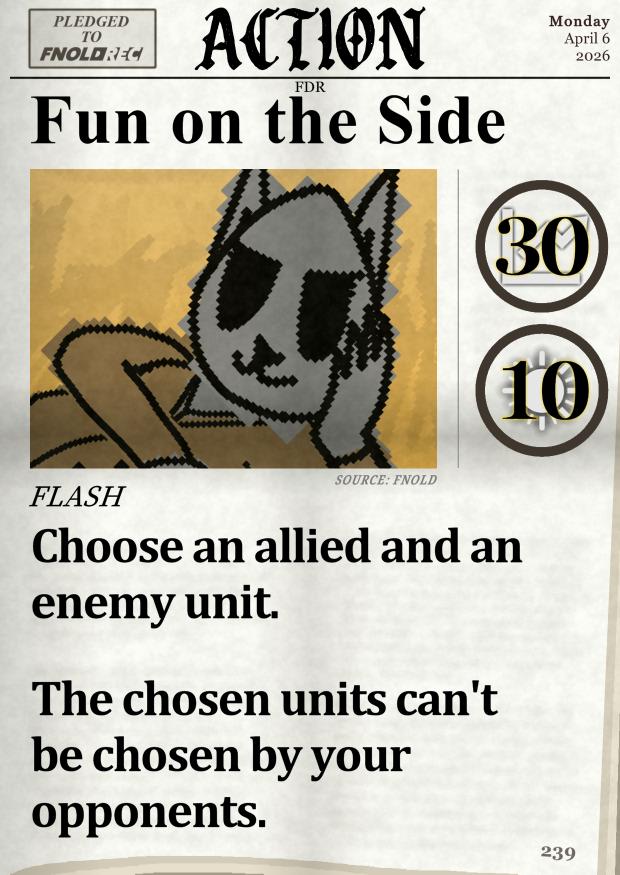 PLEDGED
TO
FNOLDREC
ACTION
Monday
April 6
2026
FDR
Fun on the Side
30
10
SOURCE: FNOLD
FLASH
Choose an allied and an
enemy unit.
The chosen units can't
be chosen by your
opponents.
239